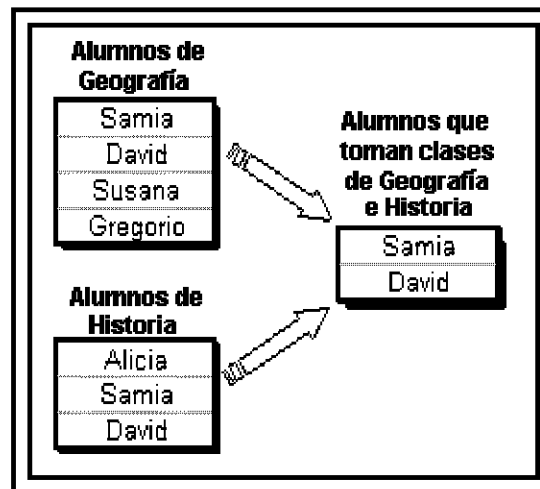 Alumnos de
Geografía
Samia
David
Susana
Gregorio
Alumnos de
Historia
Alicia
Samia
David
Alumnos que
toman clases
de Geografía
e Historia
Samia
David